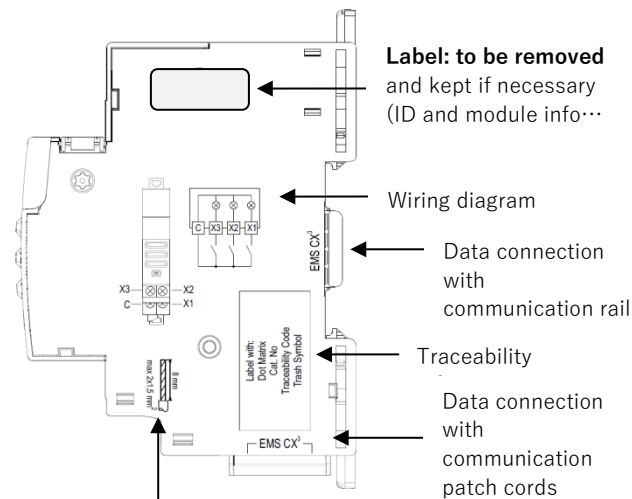 Label: to be removed
and kept if necessary
(ID and module info…
Wiring diagram
C X3 X2 X1
EMS CX³
Data connection
with
communication rail
X3
X2
C
X1
Label with:
Dot Matrix
Cat. No
Traceability Code
Trash Symbol
Traceability
8 mm
max 2x1,5 mm²
EMS CX³
Data connection
with
communication
patch cords